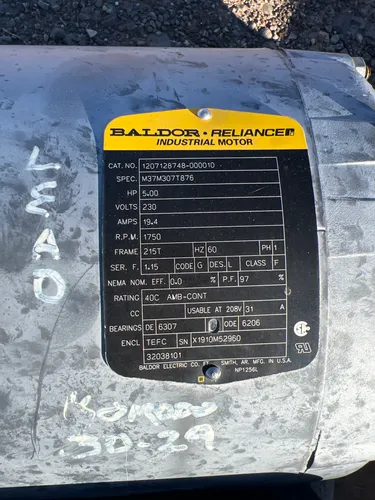 BALDOR • RELIANCE
INDUSTRIAL MOTOR
CAT. NO. 1207128748-000010
SPEC. M37M307T876
HP 5.00
VOLTS 230
AMPS 19.4
R.P.M. 1750
FRAME 215T HZ 60 PH 1
SER. F. 1.15 CODE G DES. L CLASS F
NEMA NOM. EFF. 0.0 % P.F. 97 %
RATING 40C AMB-CONT
CC USABLE AT 208V 31 A
BEARINGS DE 6307 ODE 6206
ENCL TEFC SN X1910M52960
32038101
BALDOR ELECTRIC CO. FT. SMITH, AR. MFG. IN U.S.A.
NP1256L
30-29